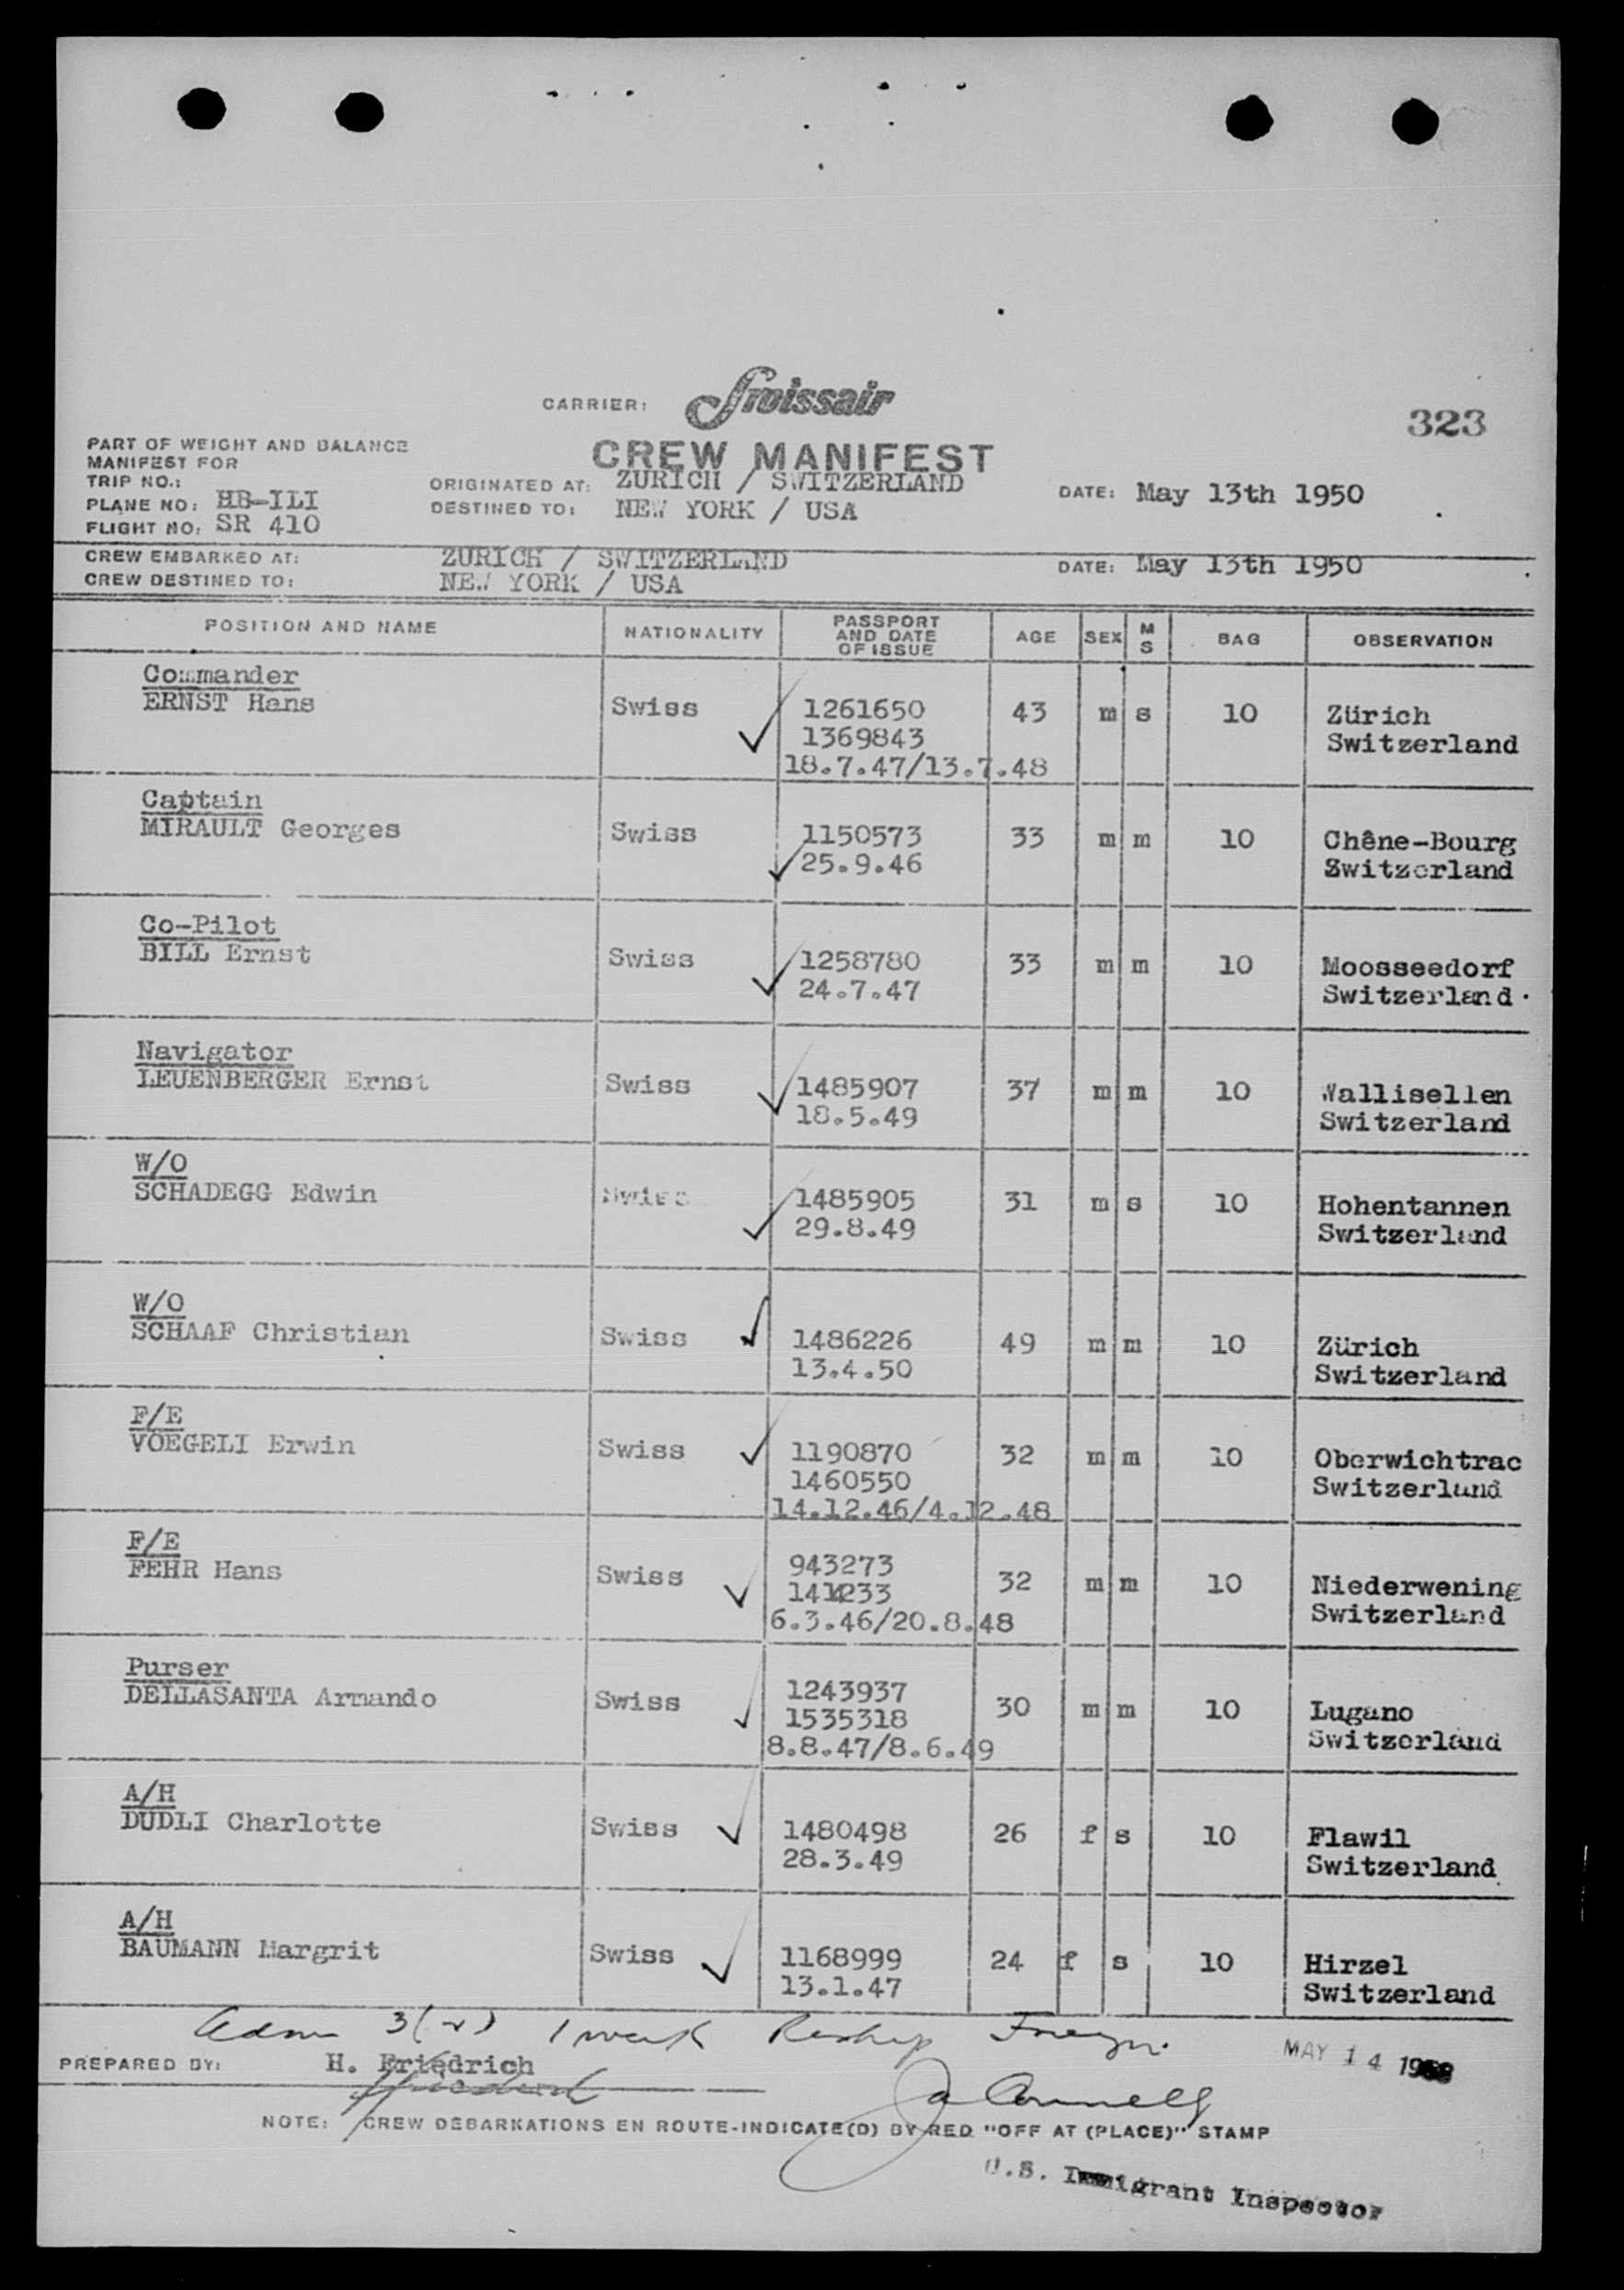 CARRIER: Swissair
323
CREW MANIFEST
PART OF WEIGHT AND BALANCE
MANIFEST FOR
TRIP NO.:
PLANE NO: HB-ILI
FLIGHT NO: SR 410
ORIGINATED AT: ZURICH / SWITZERLAND
DESTINED TO: NEW YORK / USA
DATE: May 13th 1950
CREW EMBARKED AT: ZURICH / SWITZERLAND DATE: May 13th 1950
CREW DESTINED TO: NEW YORK / USA
POSITION AND NAME NATIONALITY PASSPORT AND DATE OF ISSUE AGE SEX M S BAG OBSERVATION
Commander
ERNST Hans Swiss 1261650 43 m s 10 Zürich
1369843 Switzerland
18.7.47/13.7.48
Captain
MIRAULT Georges Swiss 1150573 33 m m 10 Chêne-Bourg
25.9.46 Switzerland
Co-Pilot
BILL Ernst Swiss 1258780 33 m m 10 Moosseedorf
24.7.47 Switzerland
Navigator
LEUENBERGER Ernst Swiss 1485907 37 m m 10 Wallisellen
18.5.49 Switzerland
W/O
SCHADEGG Edwin Swiss 1485905 31 m s 10 Hohentannen
29.8.49 Switzerland
W/O
SCHAAF Christian Swiss 1486226 49 m m 10 Zürich
13.4.50 Switzerland
F/E
VOEGELI Erwin Swiss 1190870 32 m m 10 Oberwichtrac
1460550 Switzerland
14.12.46/4.12.48
F/E
FEHR Hans Swiss 943273 32 m m 10 Niederwening
Switzerland
6.3.46/20.8.48
Purser
DELLASANTA Armando Swiss 1243937 30 m m 10 Lugano
1535318 Switzerland
8.8.47/8.6.49
A/H
DUDLI Charlotte Swiss 1480498 26 f s 10 Flawil
28.3.49 Switzerland
A/H
BAUMANN Margrit Swiss 1168999 24 f s 10 Hirzel
13.1.47 Switzerland
Adm 3(v) 1 week Reship Foreign.
PREPARED BY: H. Friedrich
MAY 14
NOTE: CREW DEBARKATIONS EN ROUTE-INDICATE(D) BY RED "OFF AT (PLACE)" STAMP
U.S. Immigrant Inspector